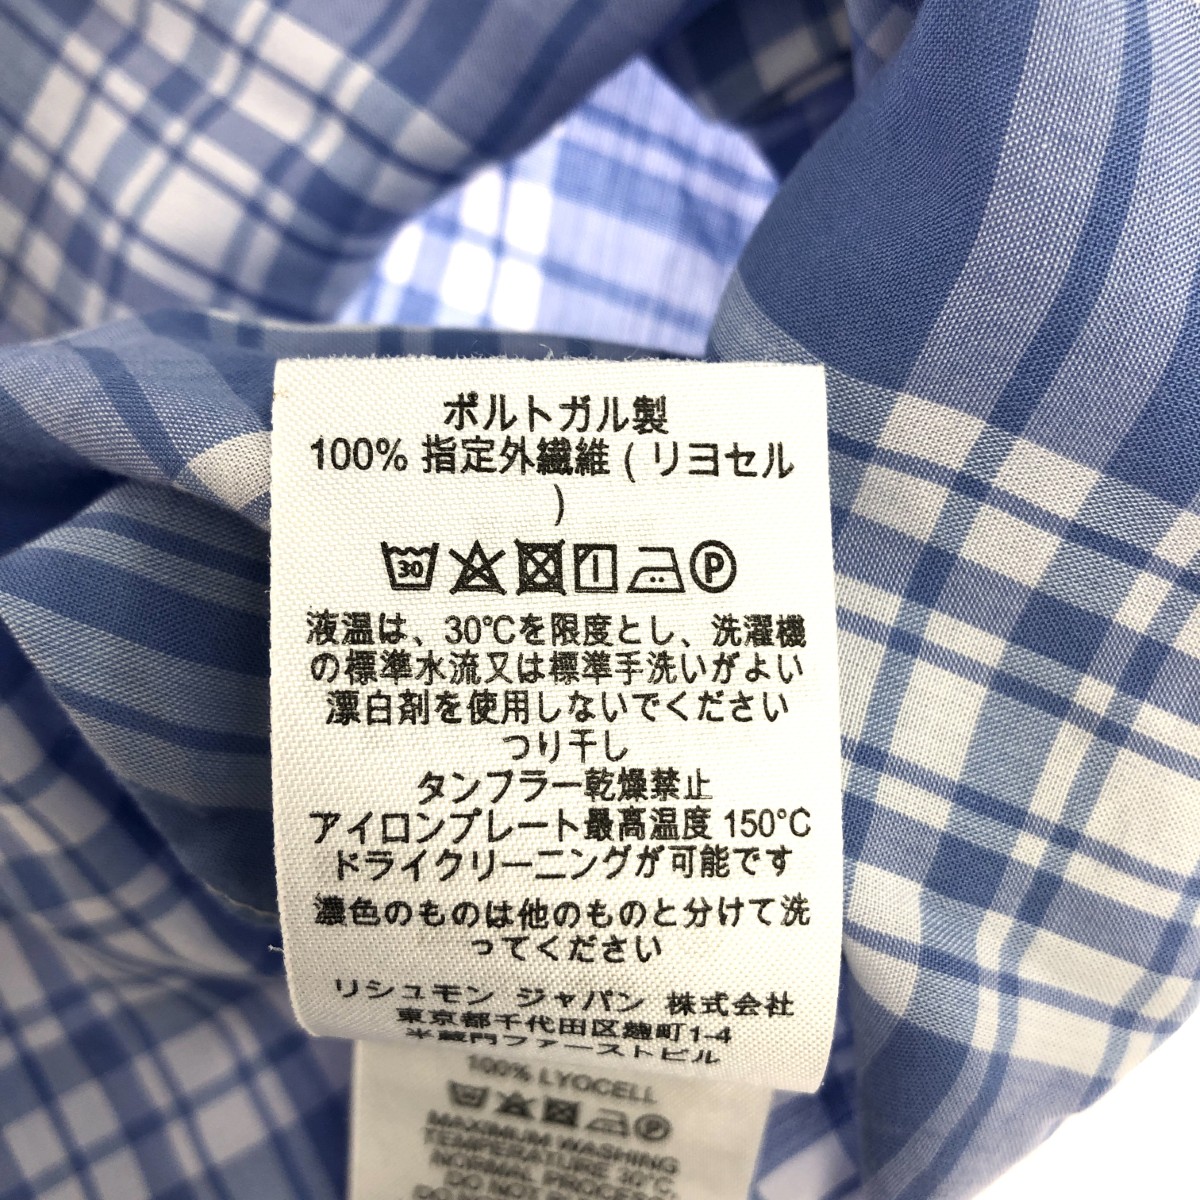 ポルトガル製
100% 指定外繊維 ( リヨセル
)
30
P
液温は、30℃を限度とし、洗濯機
の標準水流又は標準手洗いがよい
漂白剤を使用しないでください
つり干し
タンブラー乾燥禁止
アイロンプレート最高温度 150°C
ドライクリーニングが可能です
濃色のものは他のものと分けて洗
ってください
リシュモン ジャパン 株式会社
東京都千代田区麹町1-4
半蔵門ファーストビル
100% LYOCELL
MAXIMUM WASHING
TEMPERATURE 30°C
NORMAL PROCESS
DO NOT